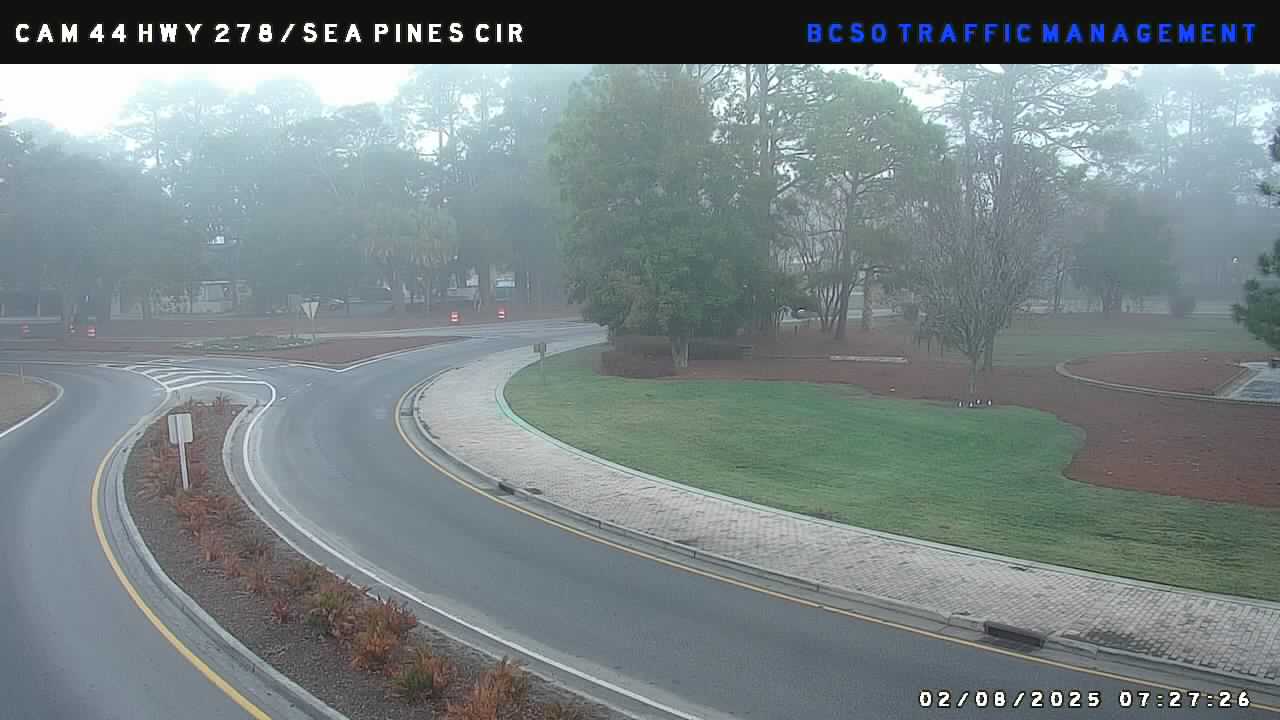 CAM 44 HWY 278/SEA PINES CIR
BCSO TRAFFIC MANAGEMENT
02/08/2025 07:27:26